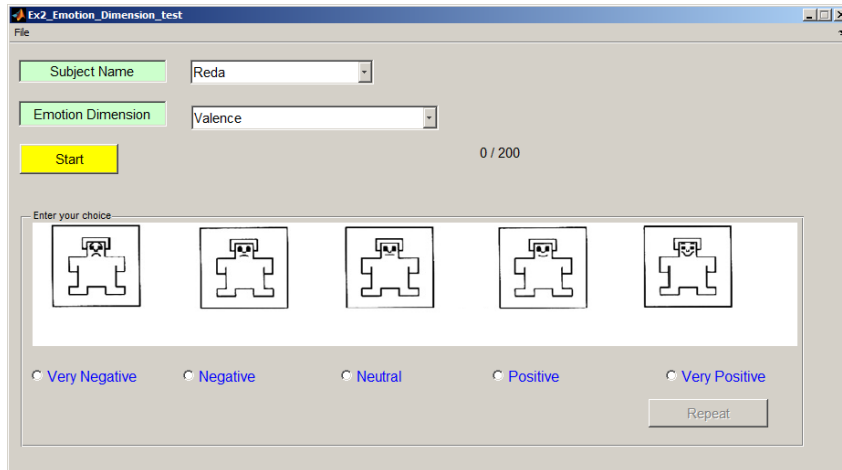 Ex2_Emotion_Dimension_test
File
Subject Name Reda
Emotion Dimension Valence
Start 0 / 200
Enter your choice
Very Negative Negative Neutral Positive Very Positive
Repeat